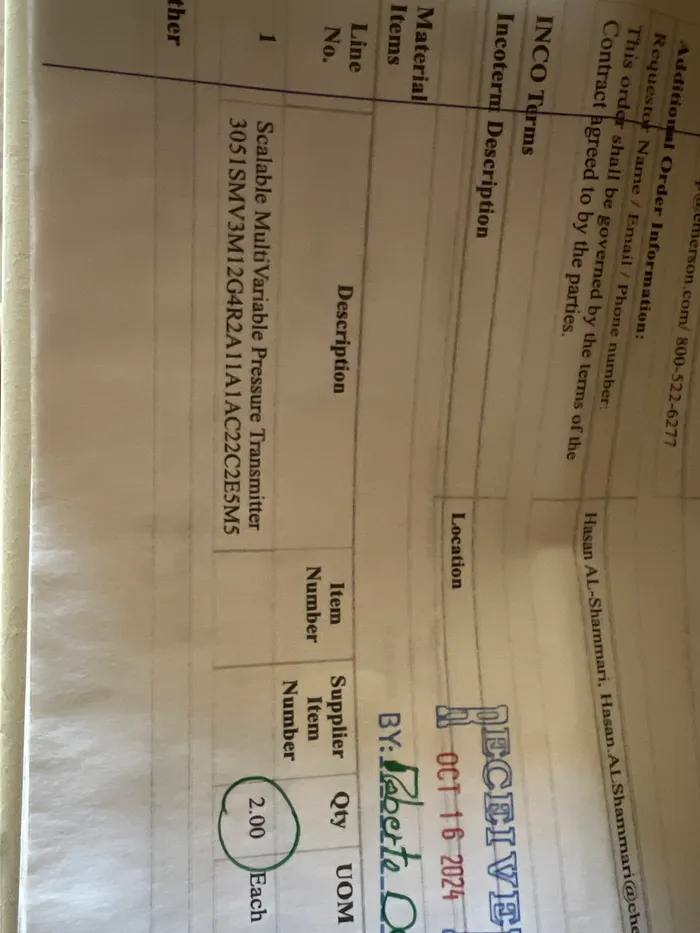 @emerson.com/ 800-522-6277
Additional Order Information:
Requestor Name / Email / Phone number:
Hasan AL-Shammari, Hasan.ALShammari@che
This order shall be governed by the terms of the
Contract agreed to by the parties.
INCO Terms
Incoterm Description
Location
RECEIVE
OCT 16 2024
BY: Roberta
Material
Items
Line
No.
Description
Item
Number
Supplier
Item
Number
Qty
UOM
1
Scalable MultiVariable Pressure Transmitter
3051SMV3M12G4R2A11A1AC22C2E5M5
2.00
Each
ther